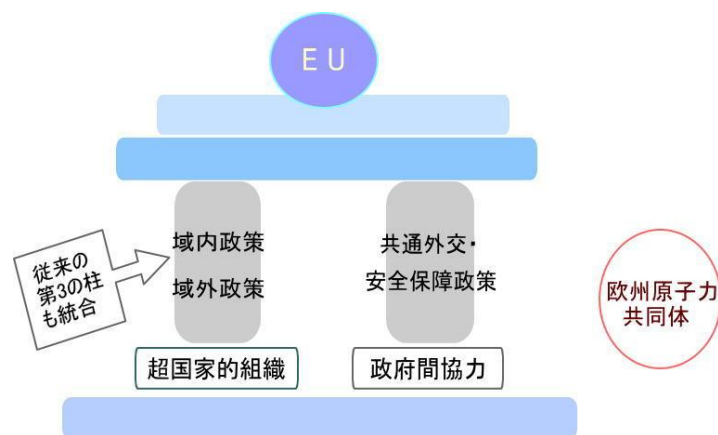 EU
従来の
第3の柱
も統合
域内政策
域外政策
共通外交・
安全保障政策
欧州原子力
共同体
超国家的組織
政府間協力